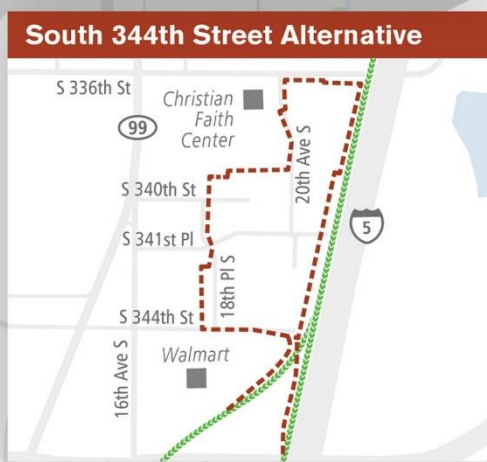 South 344th Street Alternative
S 336th St
Christian
Faith
Center
99
20th Ave S
S 340th St
5
S 341st Pl
18th Pl S
S 344th St
Walmart
16th Ave S